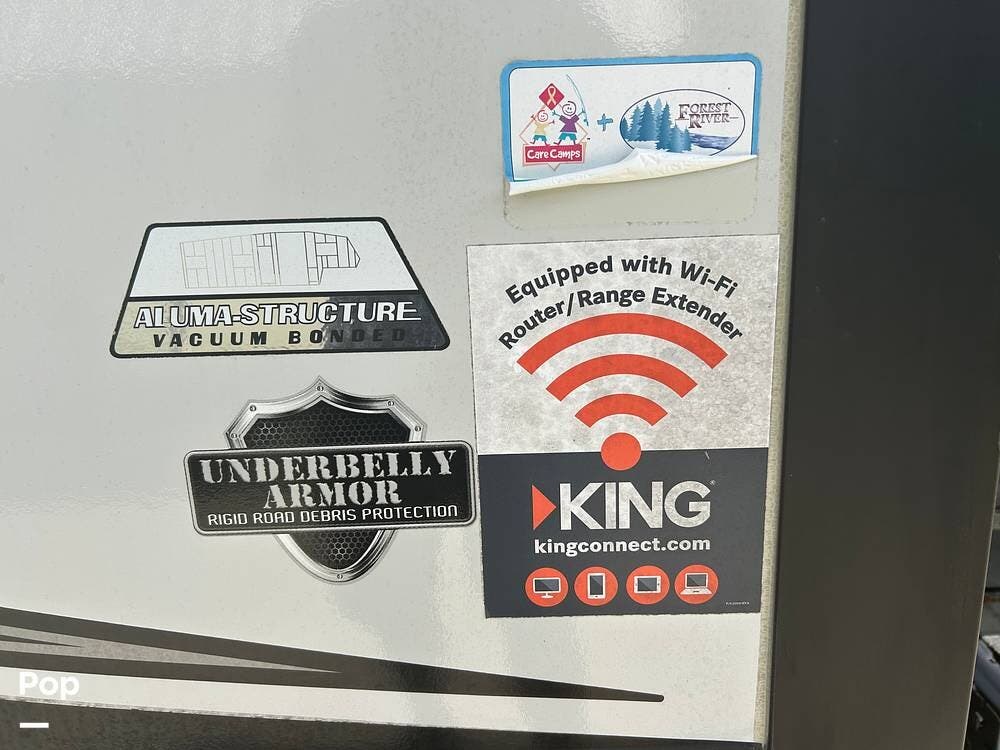 Care Camps
+
FOREST
RIVER
ALUMA-STRUCTURE
VACUUM BONDED
UNDERBELLY
ARMOR
RIGID ROAD DEBRIS PROTECTION
Equipped with Wi-Fi
Router/Range Extender
KING®
kingconnect.com
Pop